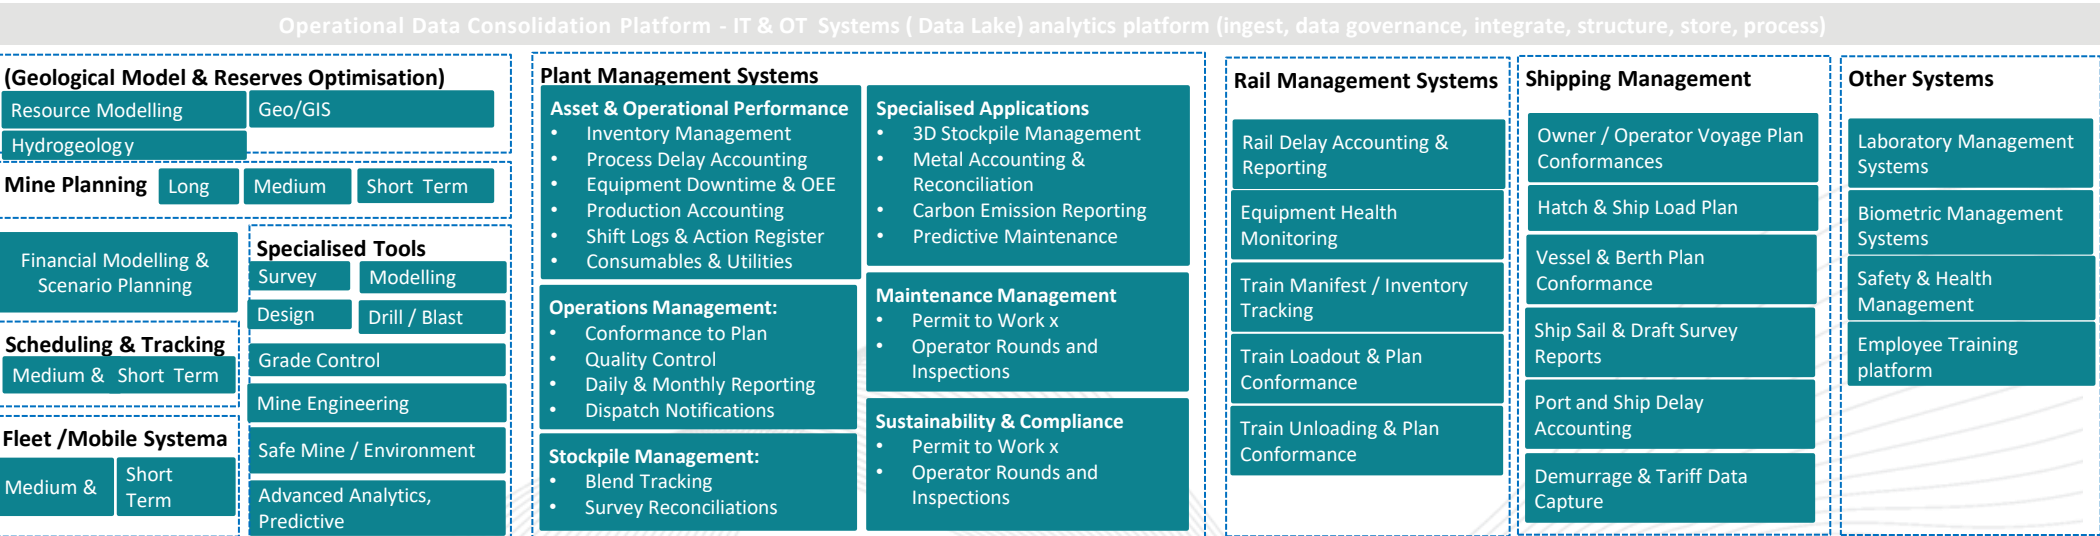 Operational Data Consolidation Platform - IT & OT Systems ( Data Lake) analytics platform (ingest, data governance, integrate, structure, store, process)
(Geological Model & Reserves Optimisation)
Resource Modelling
Geo/GIS
Hydrogeology
Mine Planning
Long
Medium
Short Term
Financial Modelling &
Scenario Planning
Scheduling & Tracking
Medium & Short Term
Fleet /Mobile Systema
Medium &
Short
Term
Specialised Tools
Survey
Modelling
Design
Drill / Blast
Grade Control
Mine Engineering
Safe Mine / Environment
Advanced Analytics,
Predictive
Plant Management Systems
Asset & Operational Performance
• Inventory Management
• Process Delay Accounting
• Equipment Downtime & OEE
• Production Accounting
• Shift Logs & Action Register
• Consumables & Utilities
Operations Management:
• Conformance to Plan
• Quality Control
• Daily & Monthly Reporting
• Dispatch Notifications
Stockpile Management:
• Blend Tracking
• Survey Reconciliations
Specialised Applications
• 3D Stockpile Management
• Metal Accounting &
Reconciliation
• Carbon Emission Reporting
• Predictive Maintenance
Maintenance Management
• Permit to Work x
• Operator Rounds and
Inspections
Sustainability & Compliance
• Permit to Work x
• Operator Rounds and
Inspections
Rail Management Systems
Rail Delay Accounting &
Reporting
Equipment Health
Monitoring
Train Manifest / Inventory
Tracking
Train Loadout & Plan
Conformance
Train Unloading & Plan
Conformance
Shipping Management
Owner / Operator Voyage Plan
Conformances
Hatch & Ship Load Plan
Vessel & Berth Plan
Conformance
Ship Sail & Draft Survey
Reports
Port and Ship Delay
Accounting
Demurrage & Tariff Data
Capture
Other Systems
Laboratory Management
Systems
Biometric Management
Systems
Safety & Health
Management
Employee Training
platform